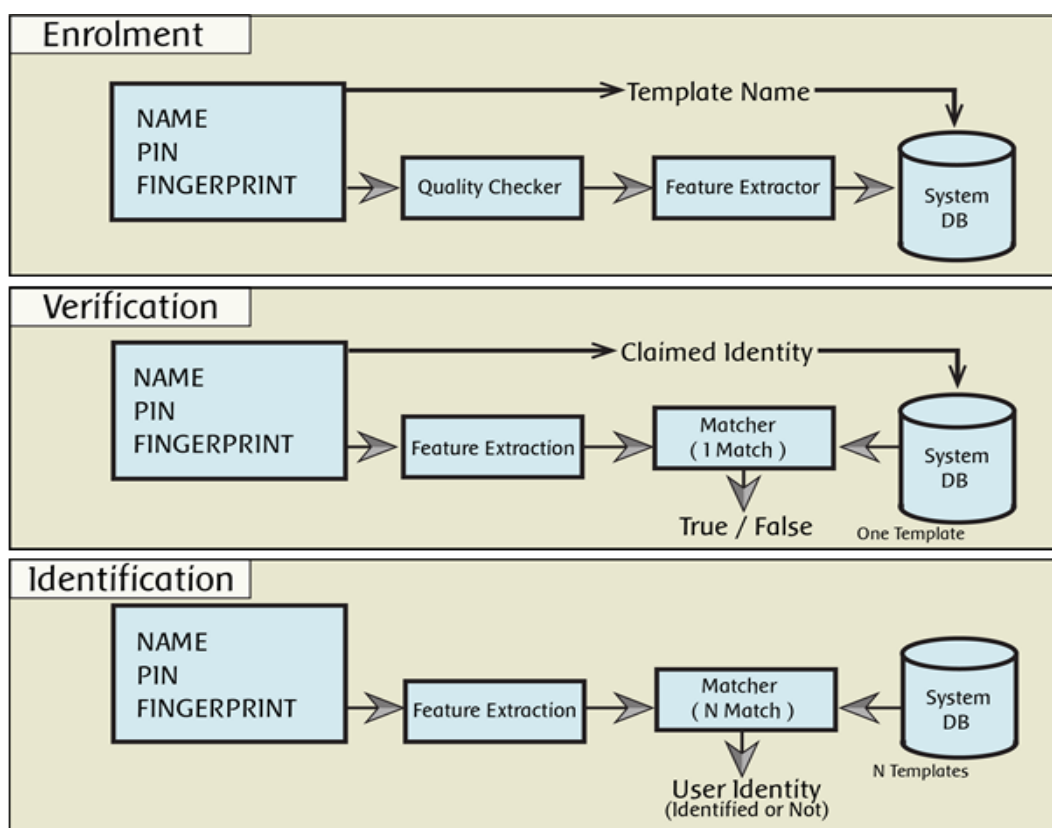 Enrolment
Template Name
NAME
PIN
FINGERPRINT
Quality Checker
Feature Extractor
System
DB
Verification
Claimed Identity
NAME
PIN
FINGERPRINT
Feature Extraction
Matcher
( 1 Match )
System
DB
True / False
One Template
Identification
NAME
PIN
FINGERPRINT
Feature Extraction
Matcher
( N Match )
System
DB
N Templates
User Identity
(Identified or Not)